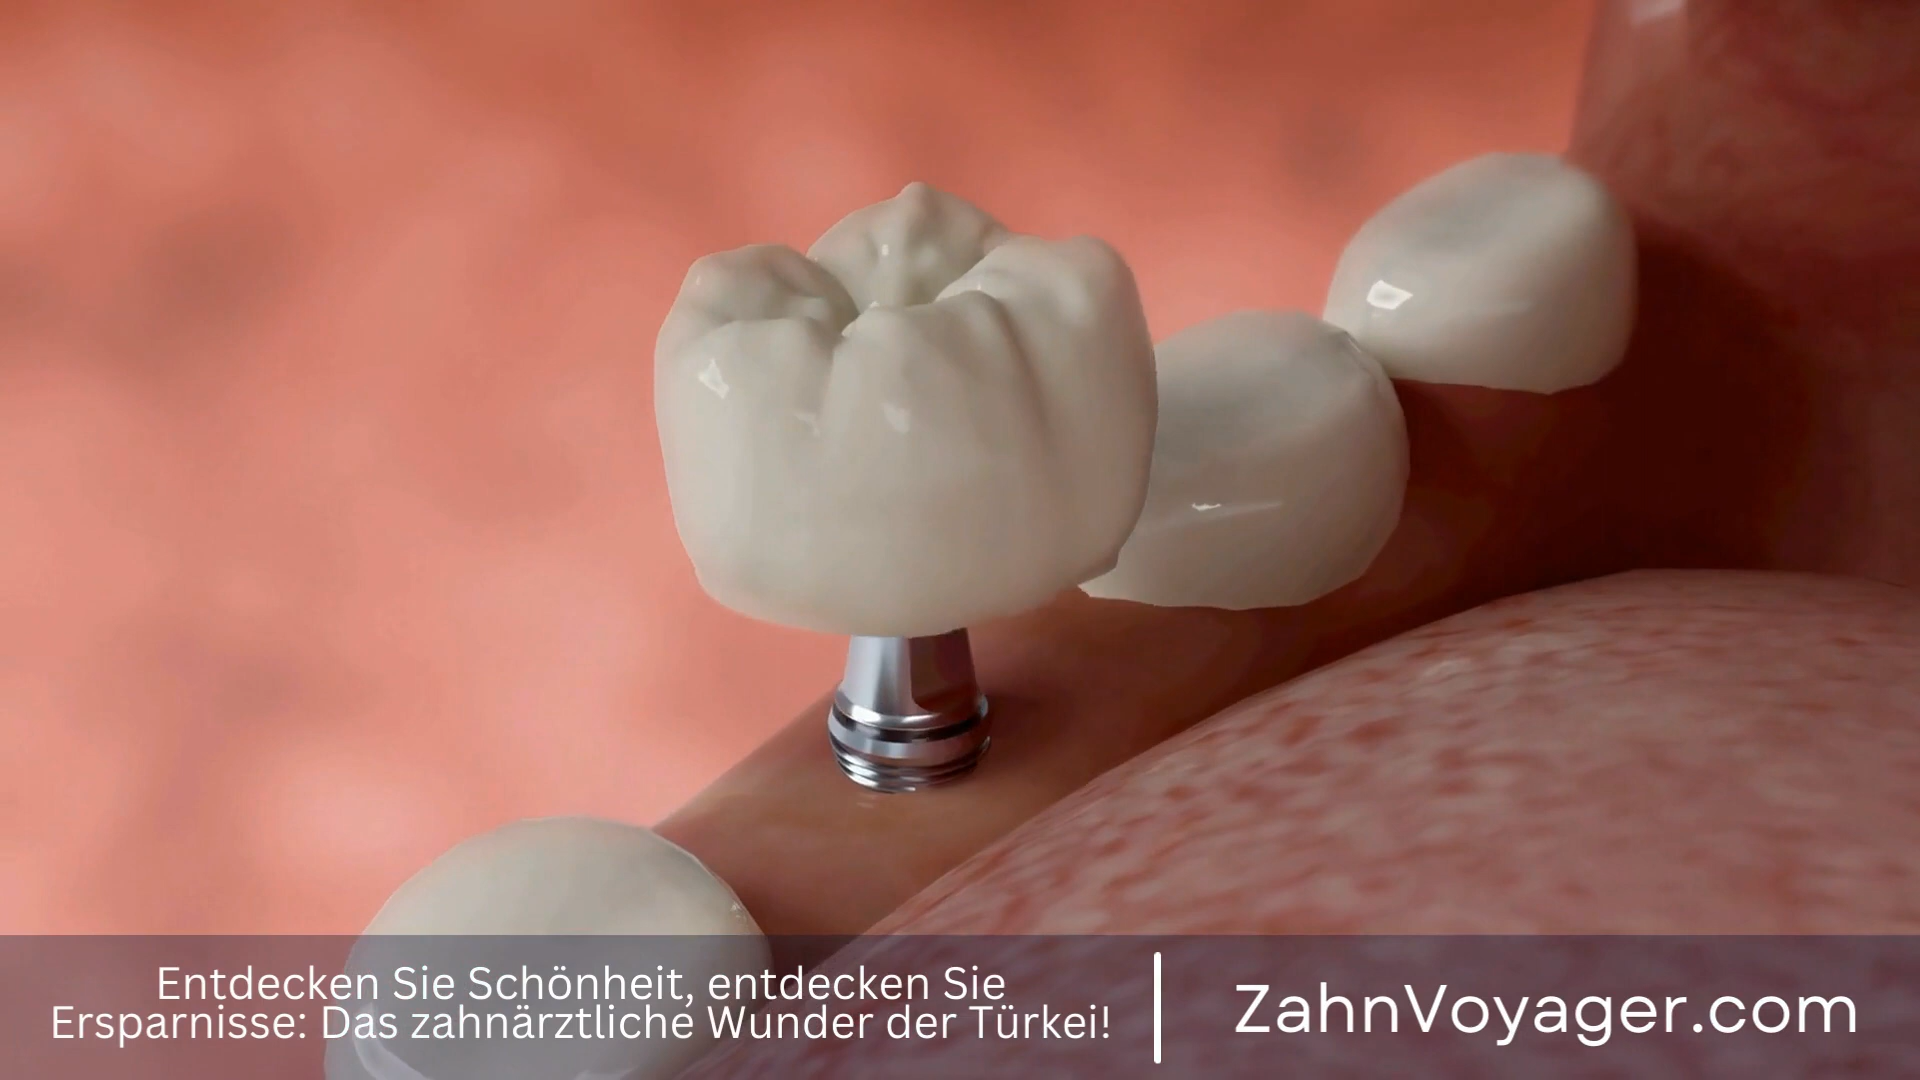 Entdecken Sie Schönheit, entdecken Sie
Ersparnisse: Das zahnärztliche Wunder der Türkei!
ZahnVoyager.com